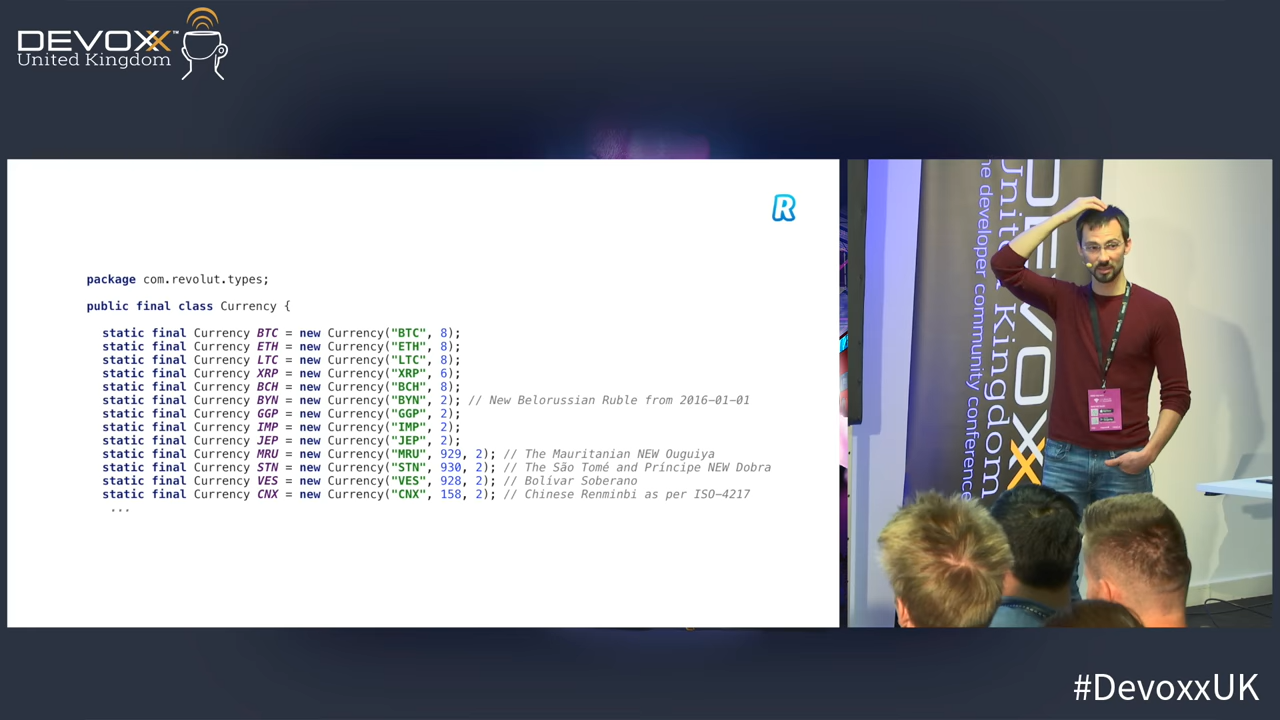 DEVOXX™
United Kingdom
R
package com.revolut.types;
public final class Currency {
static final Currency BTC = new Currency("BTC", 8);
static final Currency ETH = new Currency("ETH", 8);
static final Currency LTC = new Currency("LTC", 8);
static final Currency XRP = new Currency("XRP", 6);
static final Currency BCH = new Currency("BCH", 8);
static final Currency BYN = new Currency("BYN", 2); // New Belorussian Ruble from 2016-01-01
static final Currency GGP = new Currency("GGP", 2);
static final Currency IMP = new Currency("IMP", 2);
static final Currency JEP = new Currency("JEP", 2);
static final Currency MRU = new Currency("MRU", 929, 2); // The Mauritanian NEW Ouguiya
static final Currency STN = new Currency("STN", 930, 2); // The São Tomé and Príncipe NEW Dobra
static final Currency VES = new Currency("VES", 928, 2); // Bolívar Soberano
static final Currency CNX = new Currency("CNX", 158, 2); // Chinese Renminbi as per ISO-4217
...
DEVOXX
Kingdom
developer community conference
#DevoxxUK